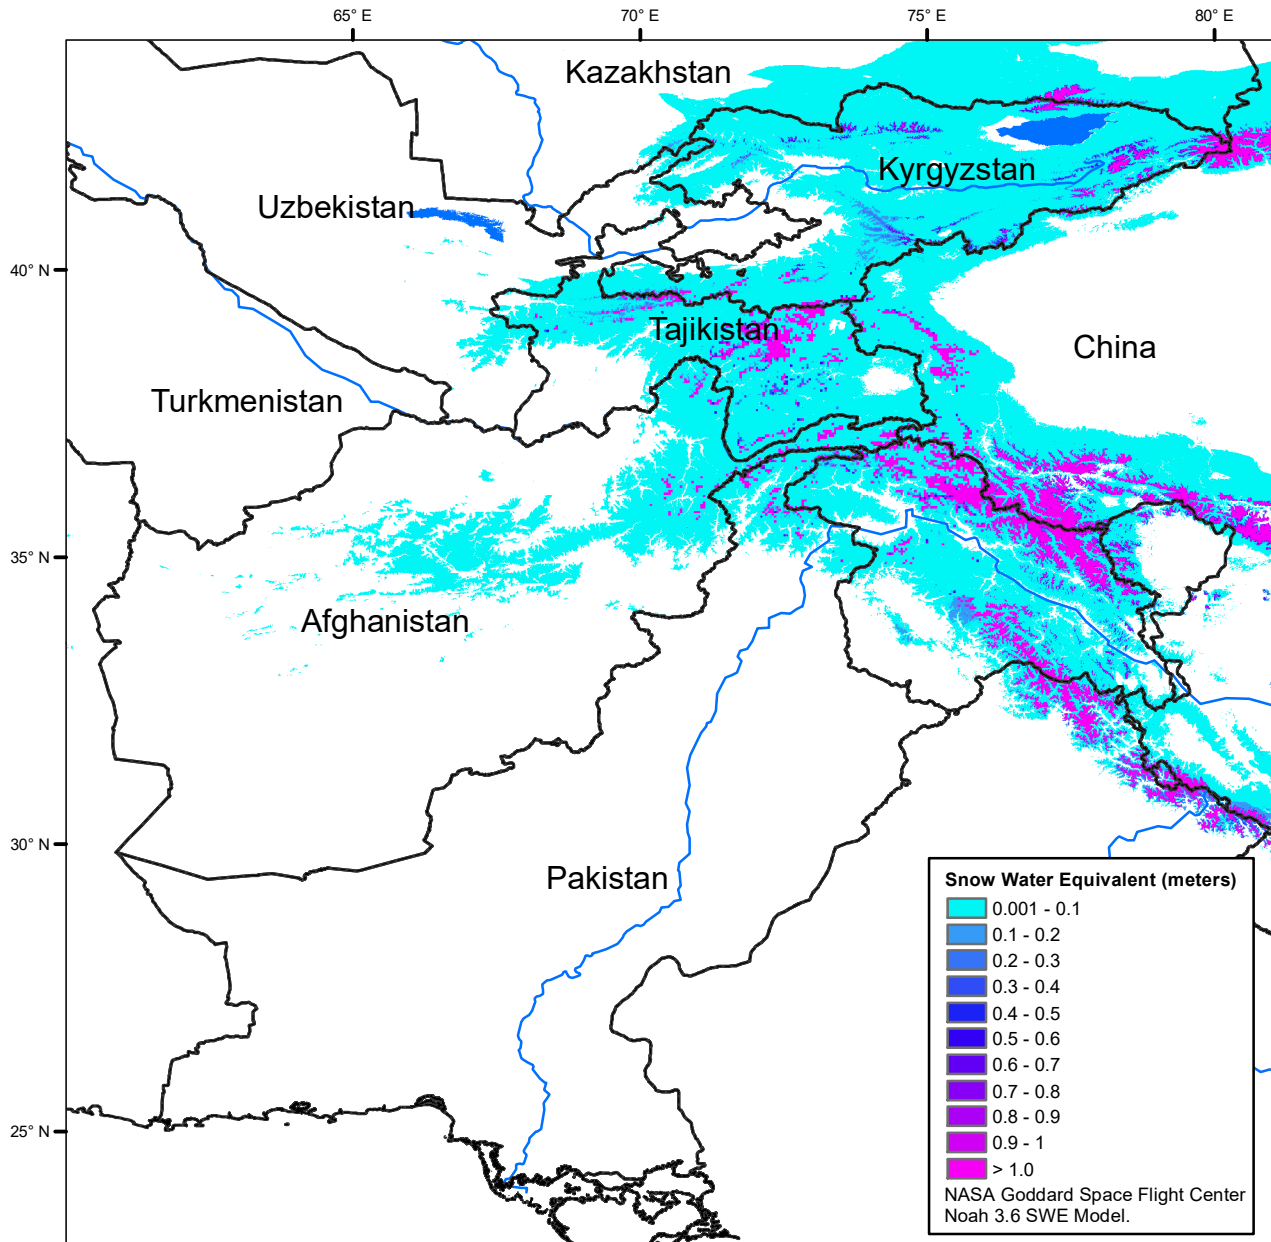 65° E
70° E
75° E
80° E
Kazakhstan
Kyrgyzstan
Uzbekistan
40° N
Tajikistan
China
Turkmenistan
35° N
Afghanistan
30° N
Pakistan
25° N
Snow Water Equivalent (meters)
0.001 - 0.1
0.1 - 0.2
0.2 - 0.3
0.3 - 0.4
0.4 - 0.5
0.5 - 0.6
0.6 - 0.7
0.7 - 0.8
0.8 - 0.9
0.9 - 1
> 1.0
NASA Goddard Space Flight Center
Noah 3.6 SWE Model.